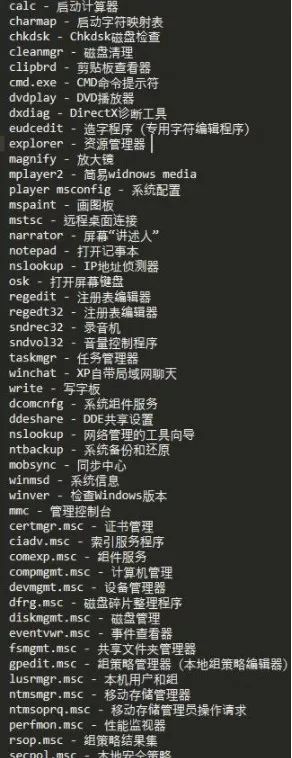 calc - 启动计算器
charmap - 启动字符映射表
chkdsk - Chkdsk磁盘检查
cleanmgr - 磁盘清理
clipbrd - 剪贴板查看器
cmd.exe - CMD命令提示符
dvdplay - DVD播放器
dxdiag - DirectX诊断工具
eudcedit - 造字程序 (专用字符编辑程序)
explorer - 资源管理器
magnify - 放大镜
mplayer2 - 简易widnows media
player msconfig - 系统配置
mspaint - 画图板
mstsc - 远程桌面连接
narrator - 屏幕“讲述人”
notepad - 打开记事本
nslookup - IP地址侦测器
osk - 打开屏幕键盘
regedit - 注册表编辑器
regedt32 - 注册表编辑器
sndrec32 - 录音机
sndvol32 - 音量控制程序
taskmgr - 任务管理器
winchat - XP自带局域网聊天
write - 写字板
dcomcnfg - 系统组件服务
ddeshare - DDE共享设置
nslookup - 网络管理的工具向导
ntbackup - 系统备份和还原
mobsync - 同步中心
winmsd - 系统信息
winver - 检查Windows版本
mmc - 管理控制台
certmgr.msc - 证书管理
ciadv.msc - 索引服务程序
comexp.msc - 组件服务
compmgmt.msc - 计算机管理
devmgmt.msc - 设备管理器
dfrg.msc - 磁盘碎片整理程序
diskmgmt.msc - 磁盘管理
eventvwr.msc - 事件查看器
fsmgmt.msc - 共享文件夹管理器
gpedit.msc - 组策略管理器 (本地组策略编辑器)
lusrmgr.msc - 本机用户和组
ntmsmgr.msc - 移动存储管理器
ntmsoprq.msc - 移动存储管理员操作请求
perfmon.msc - 性能监视器
rsop.msc - 组策略结果集
secpol.msc - 本地安全策略